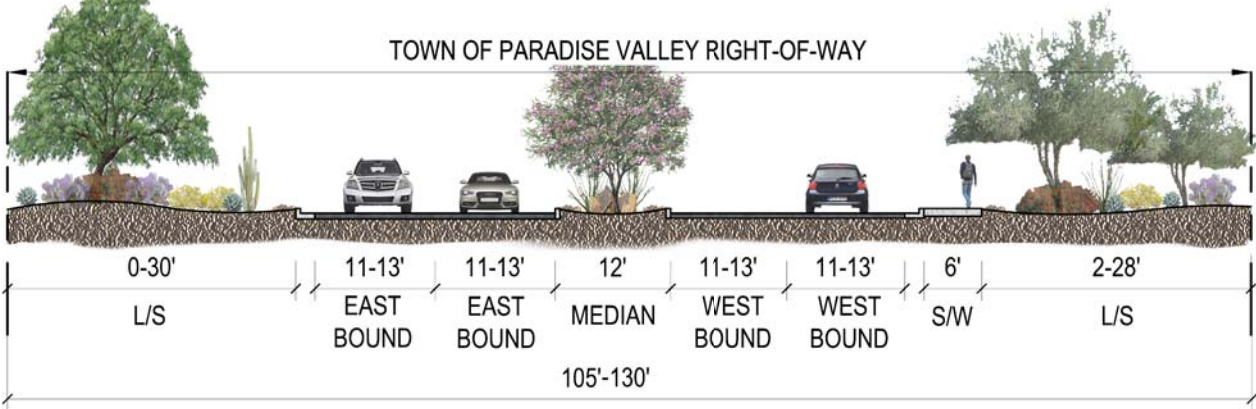 TOWN OF PARADISE VALLEY RIGHT-OF-WAY
0-30' 11-13' 11-13' 12' 11-13' 11-13' 6' 2-28'
L/S EAST BOUND EAST BOUND MEDIAN WEST BOUND WEST BOUND S/W L/S
105'-130'